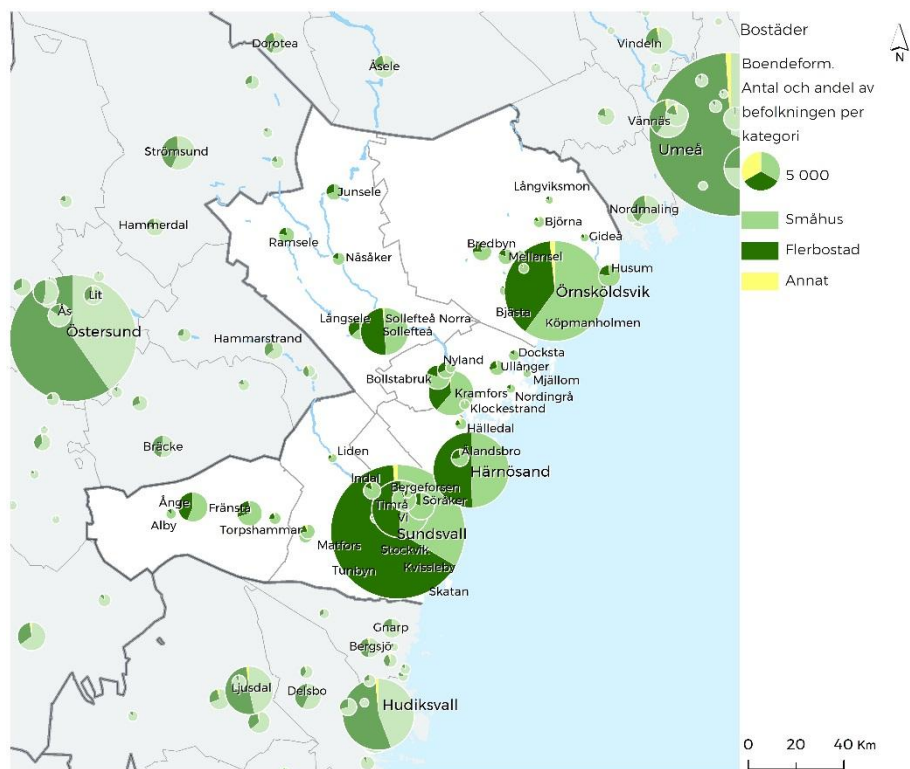 Bostäder
Boendeform.
Antal och andel av
befolkningen per
kategori
5 000
Småhus
Flerbostad
Annat
N
0 20 40 Km
Dorotea
Åsele
Vindeln
Vännäs
Umeå
Strömsund
Junsele
Långviksmon
Björna
Nordmaling
Hammerdal
Gideå
Ramsele
Bredbyn
Mellansel
Näsåker
Husum
Lit
Örnsköldsvik
Ås
Bjästa
Östersund
Långsele
Sollefteå Norra
Sollefteå
Köpmanholmen
Hammarstrand
Docksta
Nyland
Ullånger
Bollstabruk
Mjällom
Kramfors
Nordingrå
Klockestrand
Hälledal
Bräcke
Liden
Älandsbro
Härnösand
Indal
Bergeforsen
Ånge
Fränsta
Timrå
Söråker
Alby
Torpshammar
Vi
Sundsvall
Matfors
Stockvik
Tunbyn
Kvissleby
Skatan
Gnarp
Bergsjö
Ljusdal
Delsbo
Hudiksvall